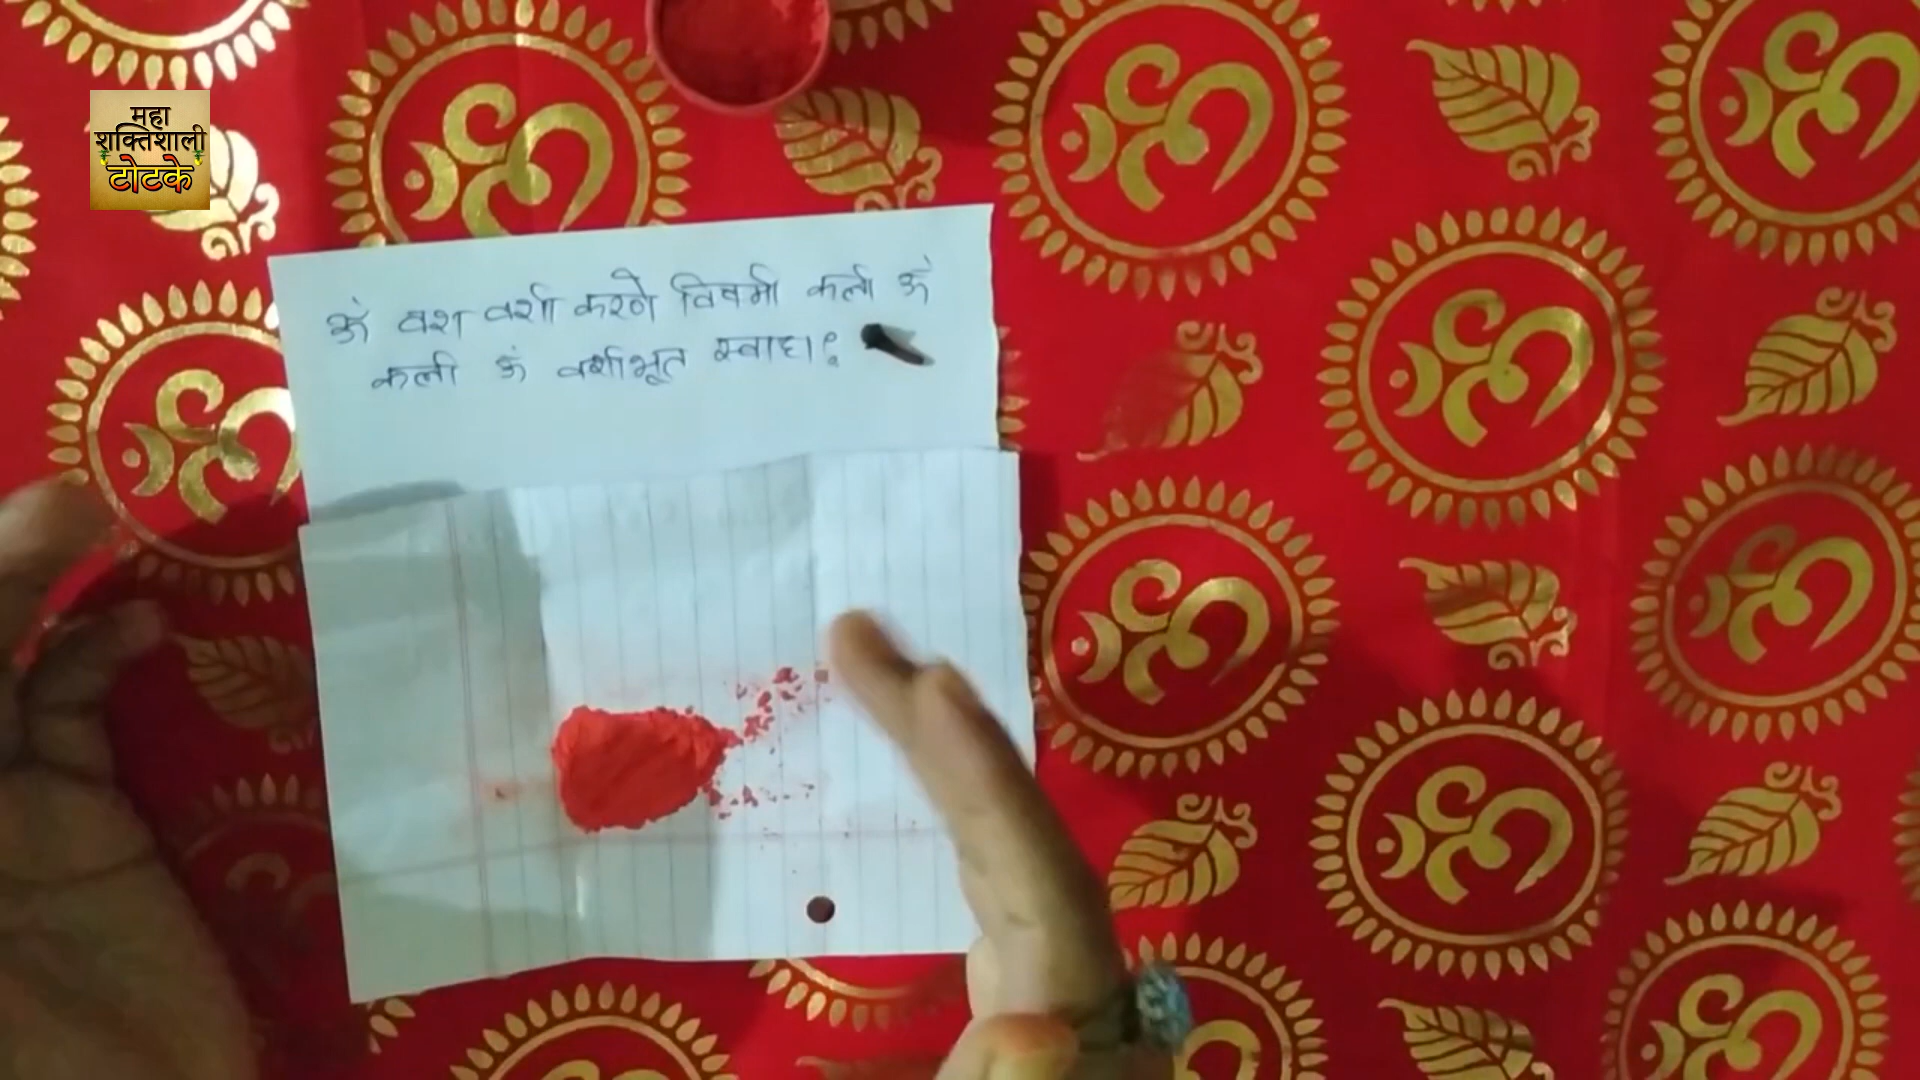 महा
शक्तिशाली
टोटके
ॐ वश वशी करणे विषमी कली ॐ
कली ॐ वशीभूत स्वाहा